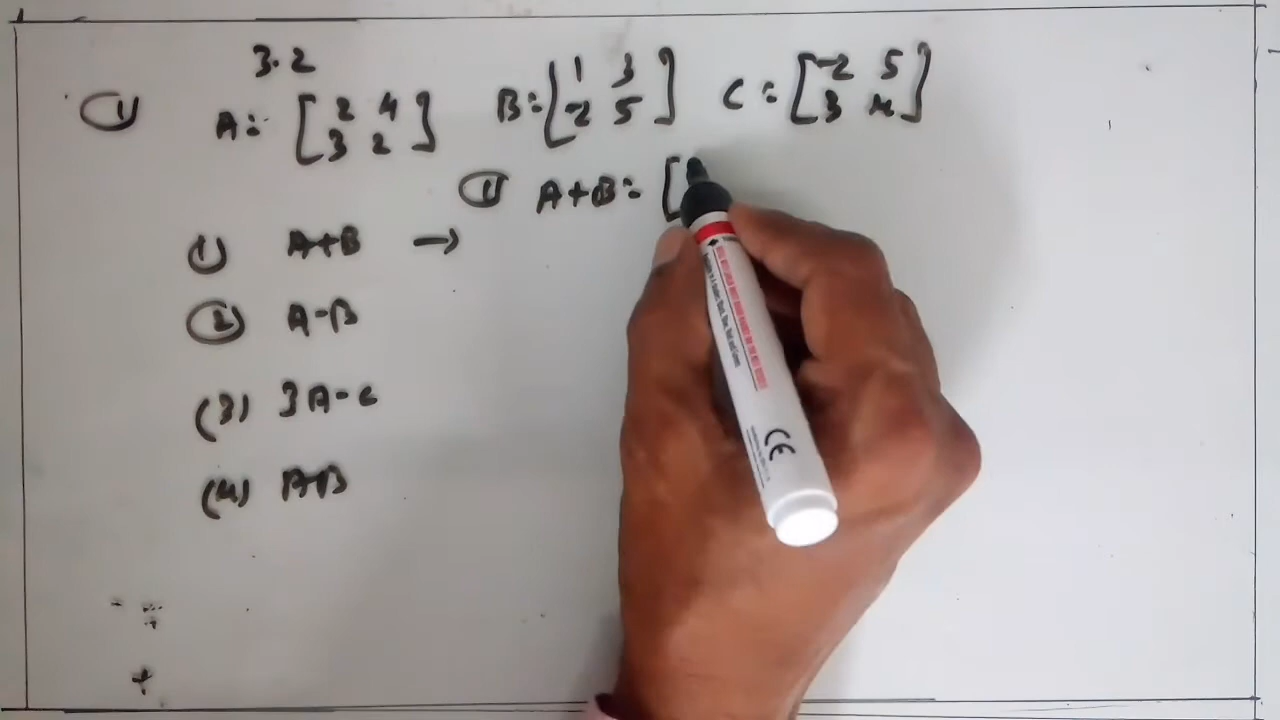 3.2
① A = [2 4 3 2] B = [1 3 -2 5] C = [-2 5 3 4]
① A+B = [
① A+B →
② A-B
(3) 3A-C
(4) AB
CE